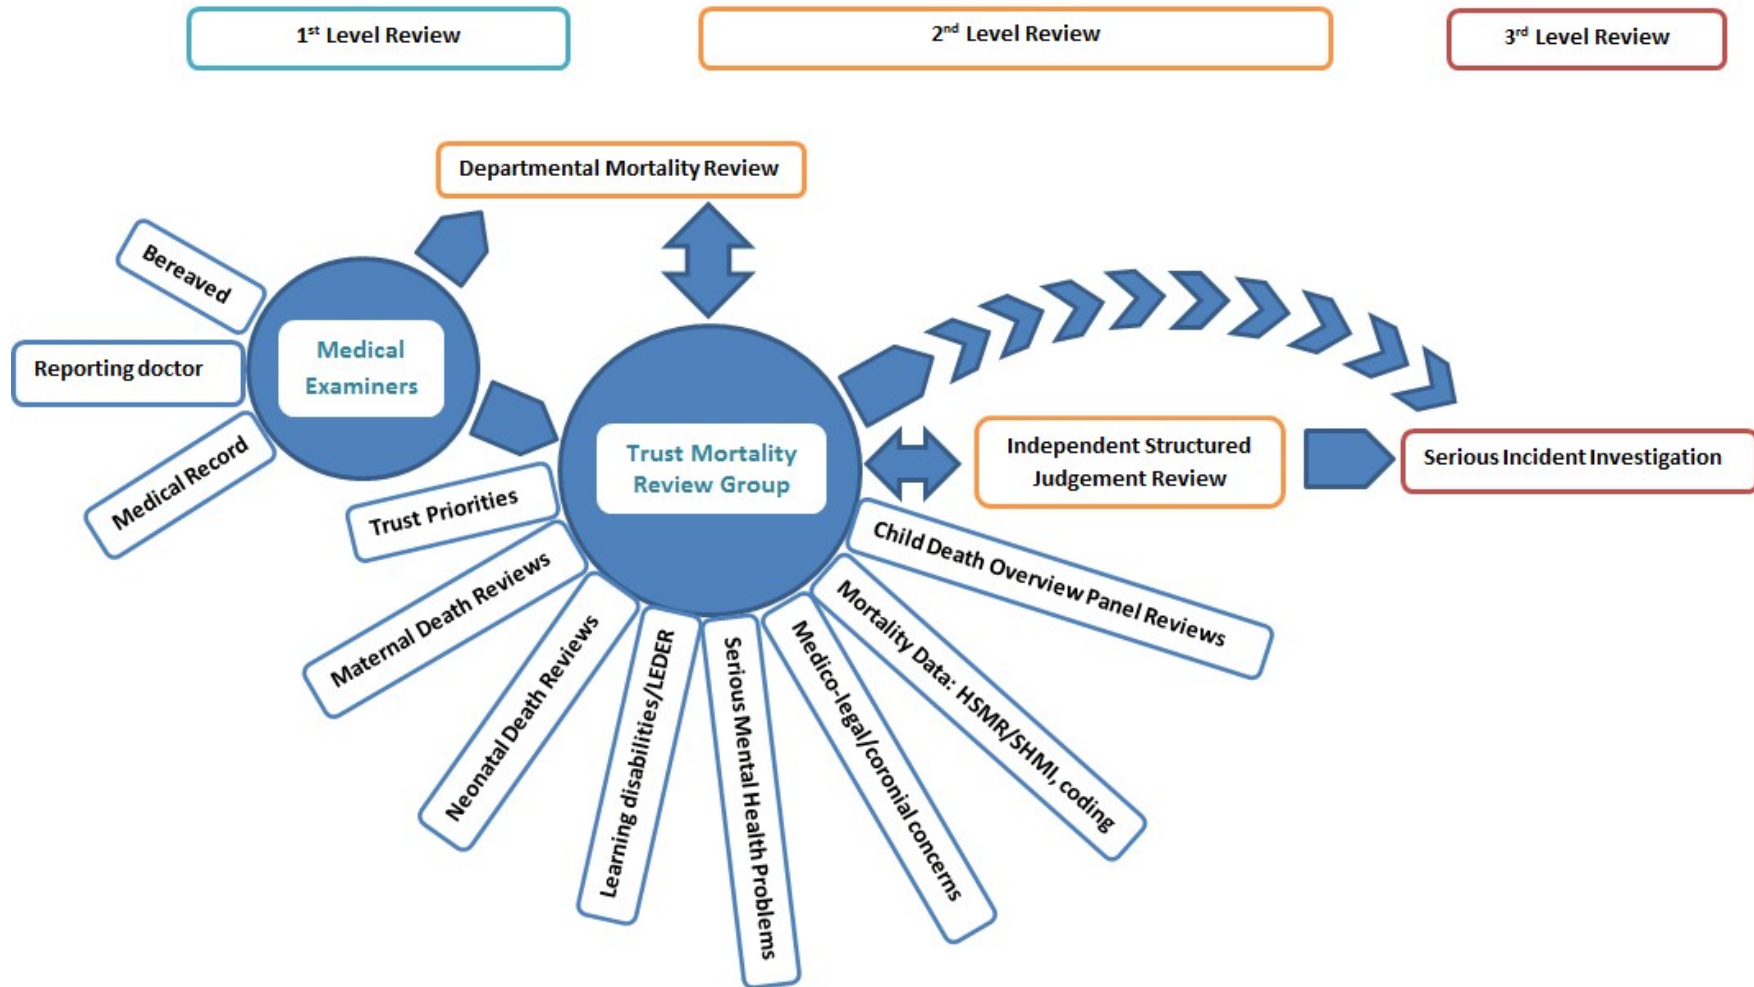 1st Level Review
2nd Level Review
3rd Level Review
Departmental Mortality Review
Bereaved
Reporting doctor
Medical Record
Medical
Examiners
Trust Mortality
Review Group
Independent Structured
Judgement Review
Serious Incident Investigation
Trust Priorities
Maternal Death Reviews
Neonatal Death Reviews
Learning disabilities/LEDER
Serious Mental Health Problems
Medico-legal/coronial concerns
Mortality Data: HSMR/SHMI, coding
Child Death Overview Panel Reviews